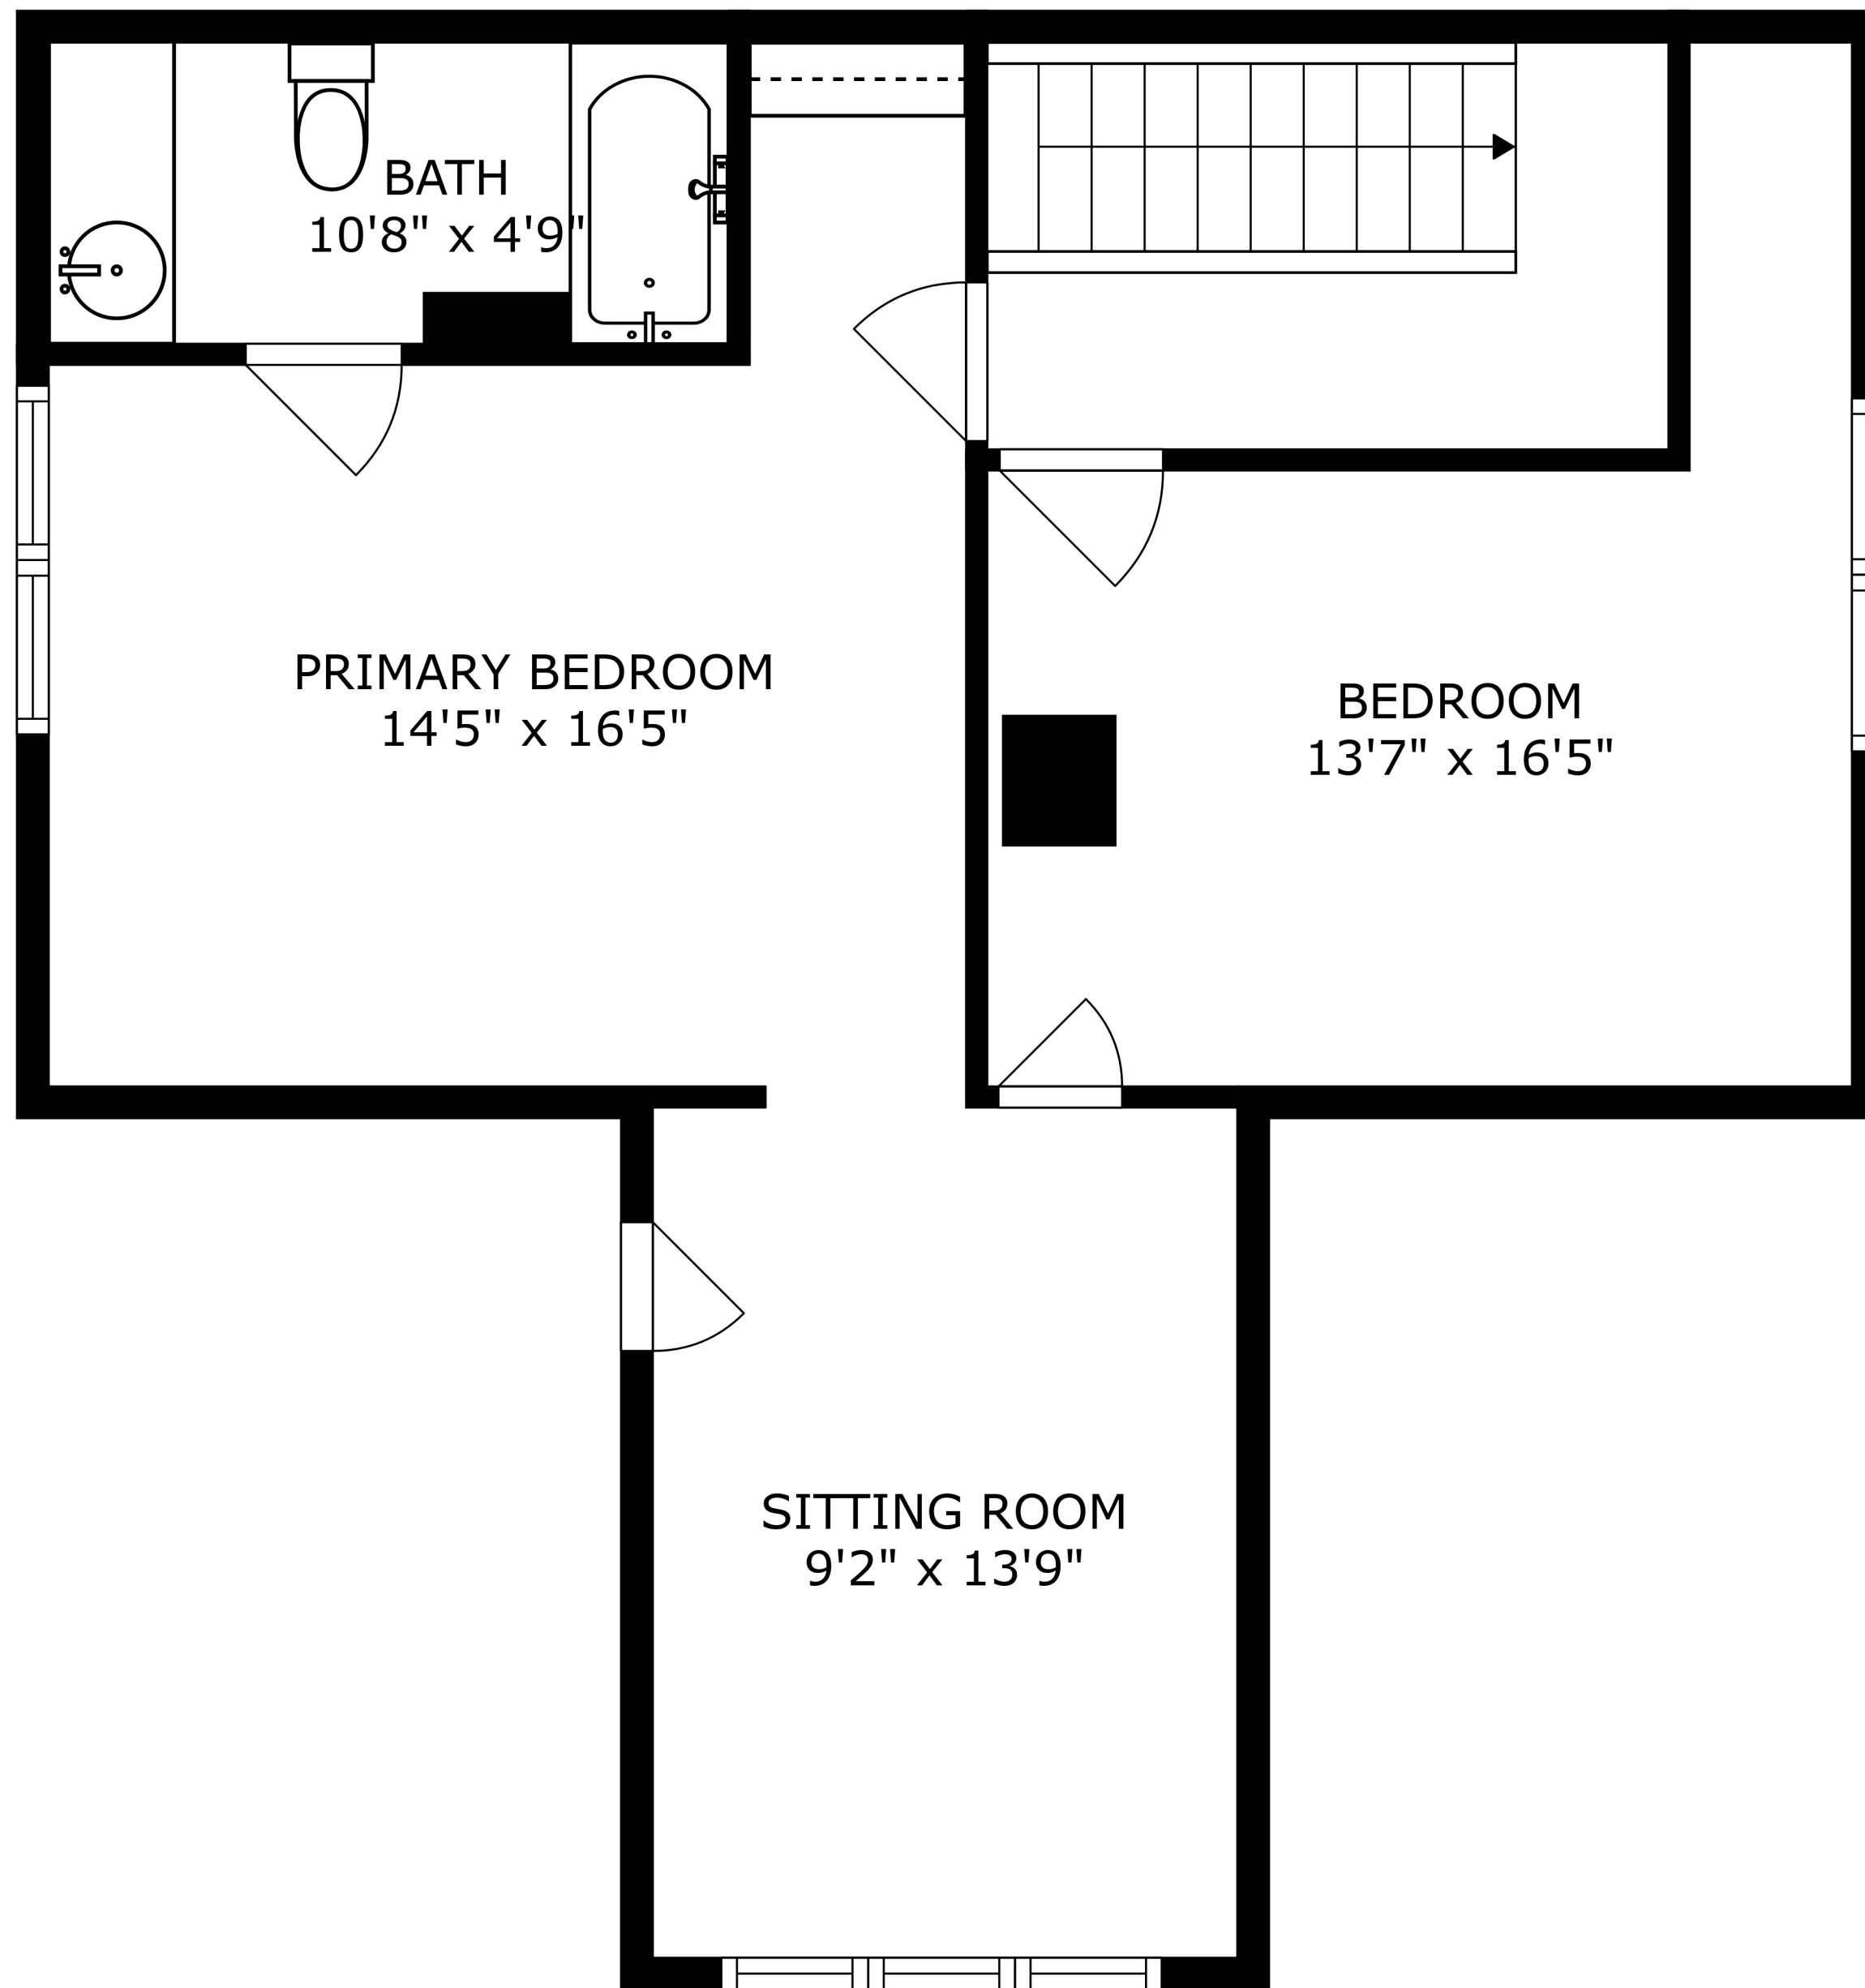 BATH
10'8" x 4'9"
PRIMARY BEDROOM
14'5" x 16'5"
BEDROOM
13'7" x 16'5"
SITTING ROOM
9'2" x 13'9"